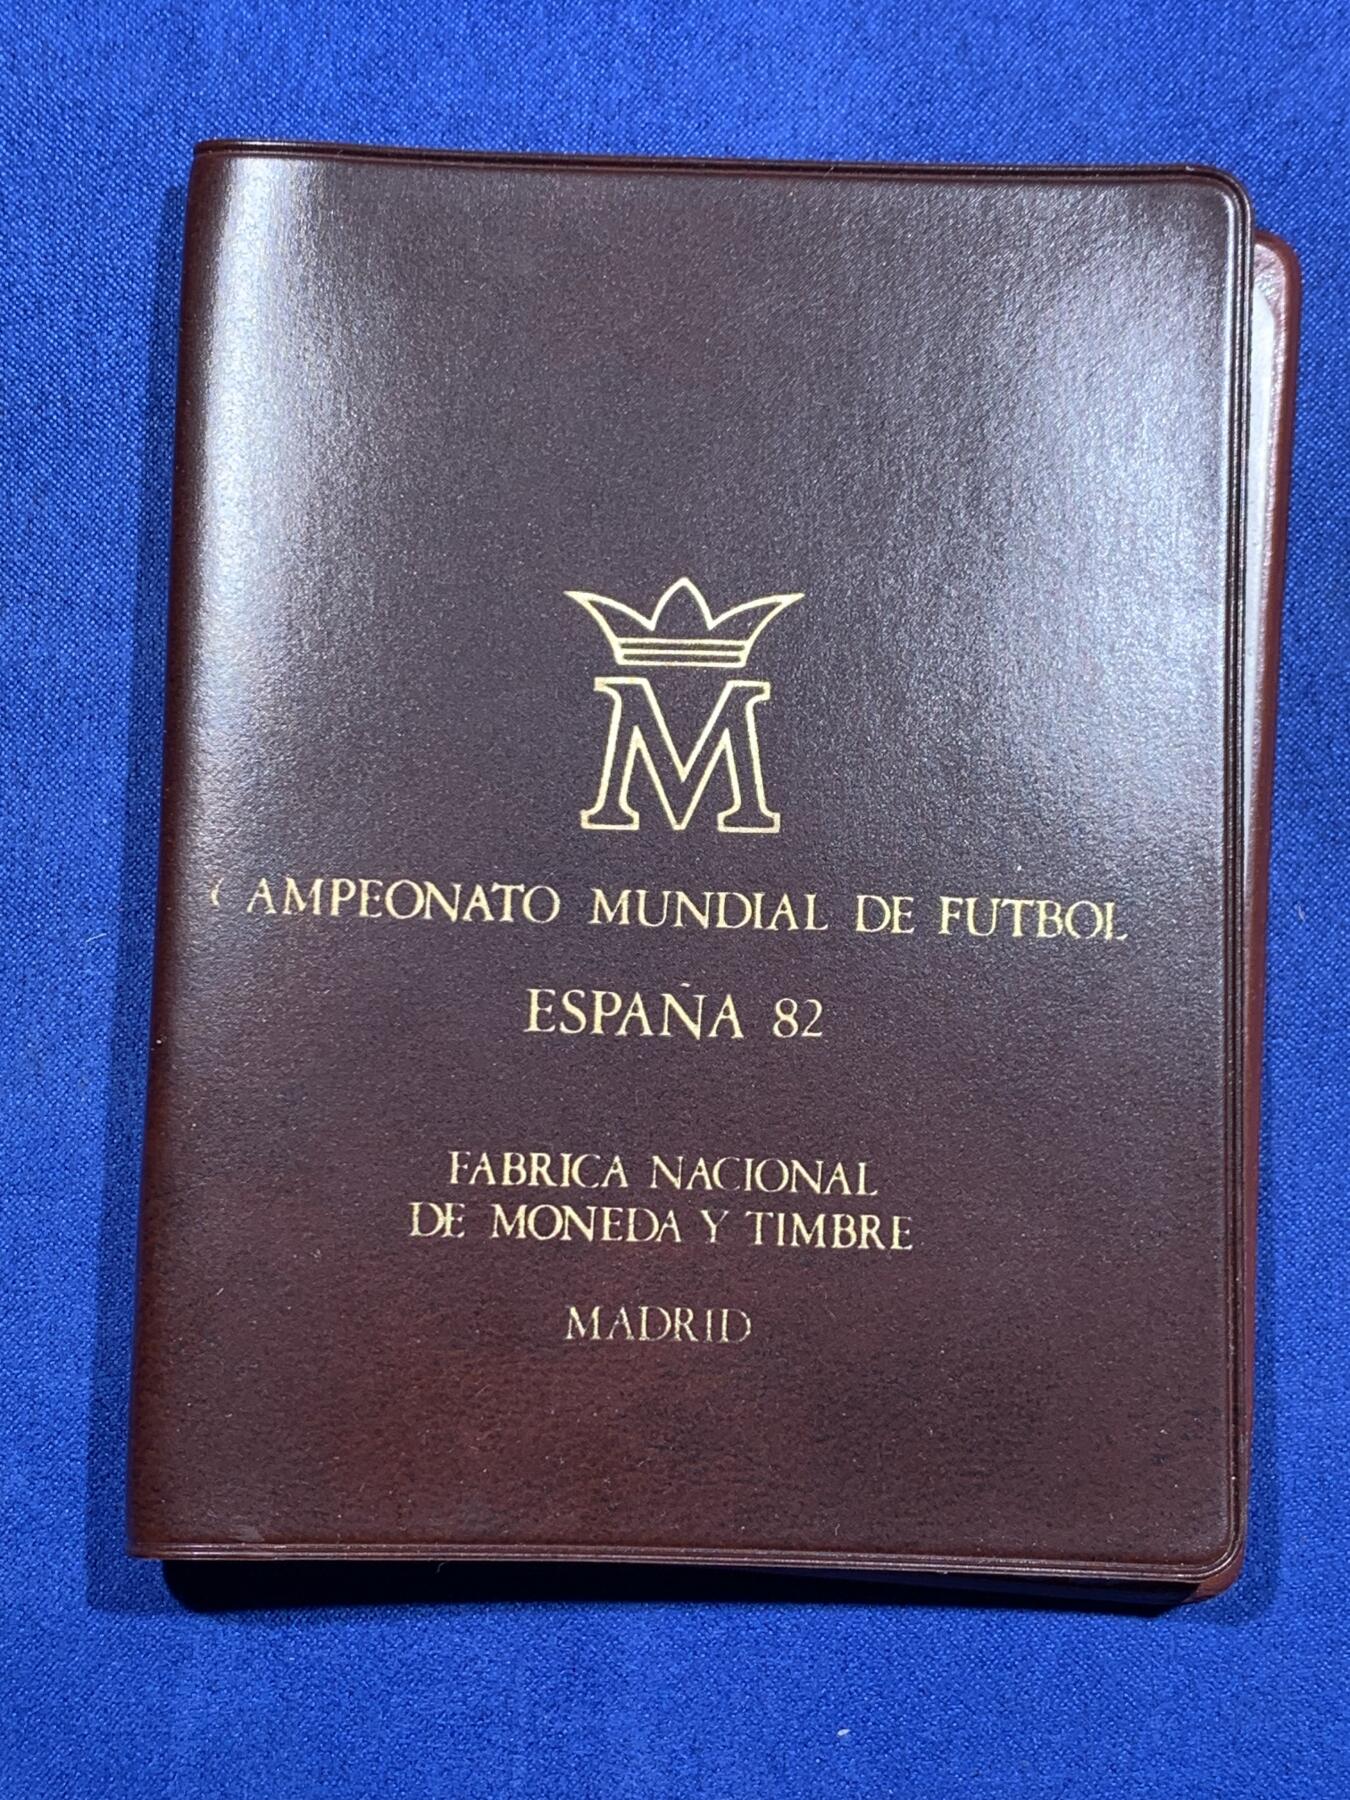 M
CAMPEONATO MUNDIAL DE FUTBOL
ESPAÑA 82
FABRICA NACIONAL
DE MONEDA Y TIMBRE
MADRID